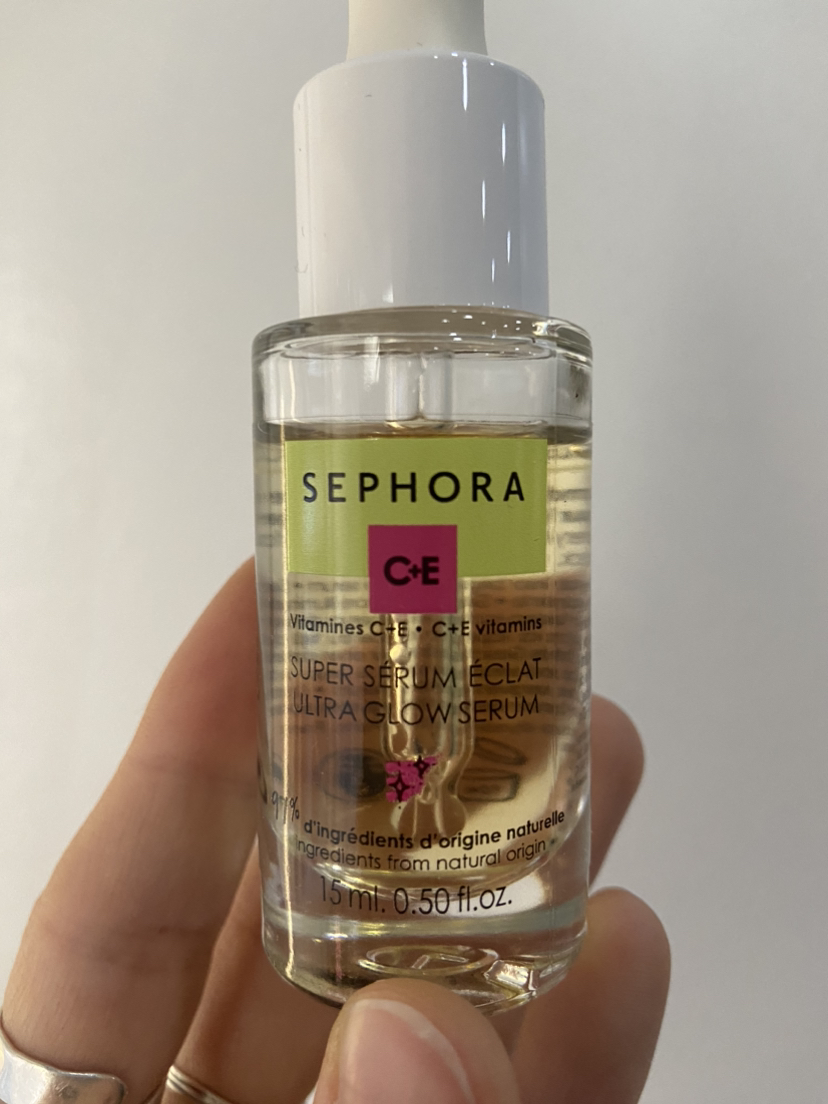 SEPHORA
C+E
Vitamines C+E • C+E vitamins
SUPER SÉRUM ÉCLAT
ULTRA GLOW SERUM
d'ingrédients d'origine naturelle
ingredients from natural origin
15 ml. 0.50 fl.oz.